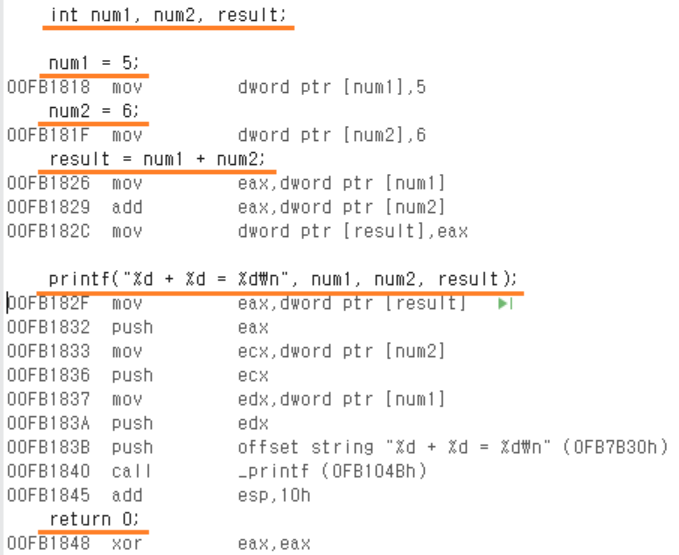 int num1, num2, result;
num1 = 5;
00FB1818 mov dword ptr [num1],5
num2 = 6;
00FB181F mov dword ptr [num2],6
result = num1 + num2;
00FB1826 mov eax,dword ptr [num1]
00FB1829 add eax,dword ptr [num2]
00FB182C mov dword ptr [result],eax
printf("%d + %d = %d₩n", num1, num2, result);
00FB182F mov eax,dword ptr [result]
00FB1832 push eax
00FB1833 mov ecx,dword ptr [num2]
00FB1836 push ecx
00FB1837 mov edx,dword ptr [num1]
00FB183A push edx
00FB183B push offset string "%d + %d = %d₩n" (0FB7B30h)
00FB1840 call _printf (0FB104Bh)
00FB1845 add esp,10h
return 0;
00FB1848 xor eax,eax